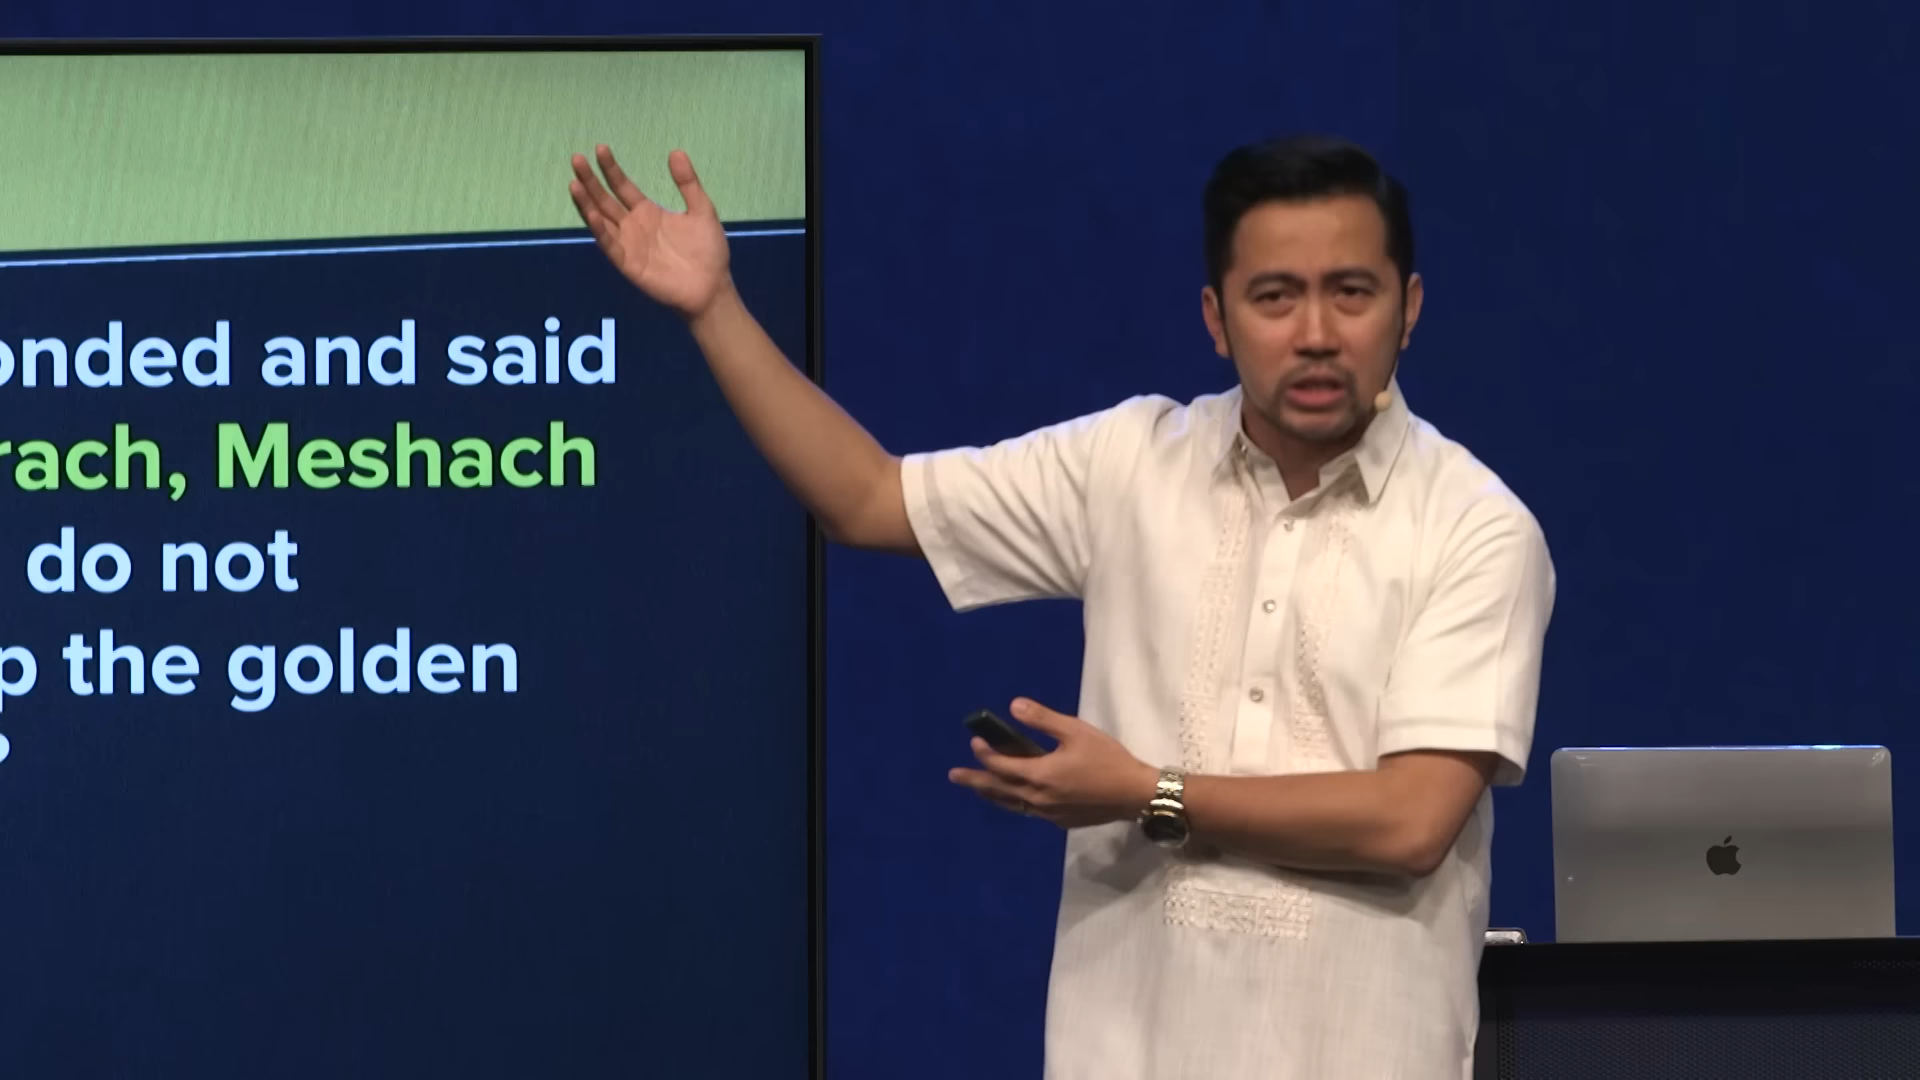 onded and said
rach, Meshach
do not
p the golden
?